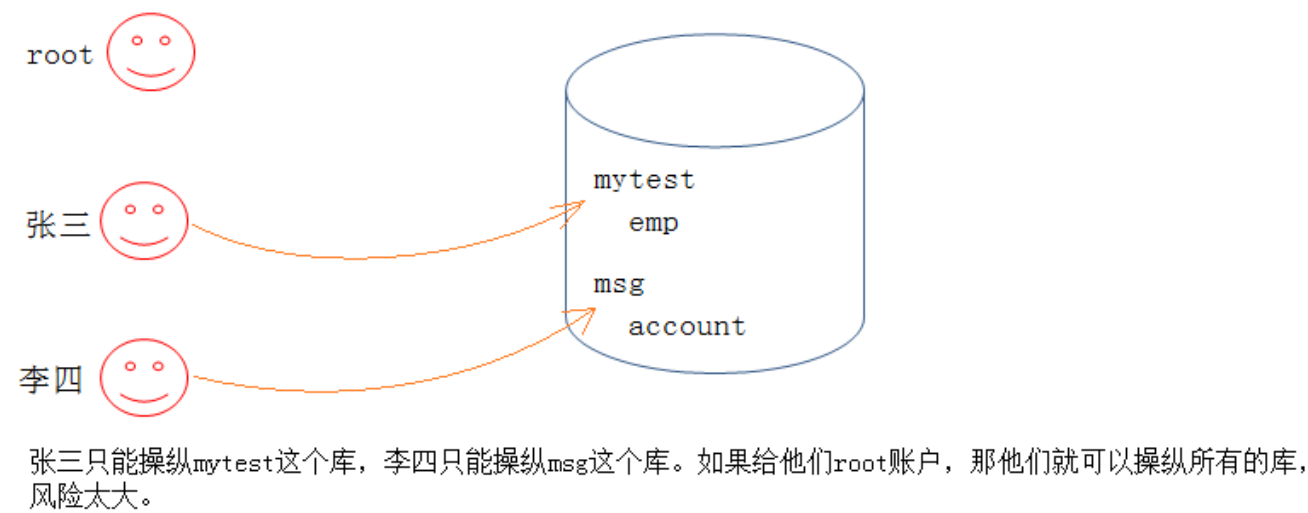 root
mytest
张三
emp
msg
account
李四
张三只能操纵mytest这个库，李四只能操纵msg这个库。如果给他们root账户，那他们就可以操纵所有的库，
风险太大。